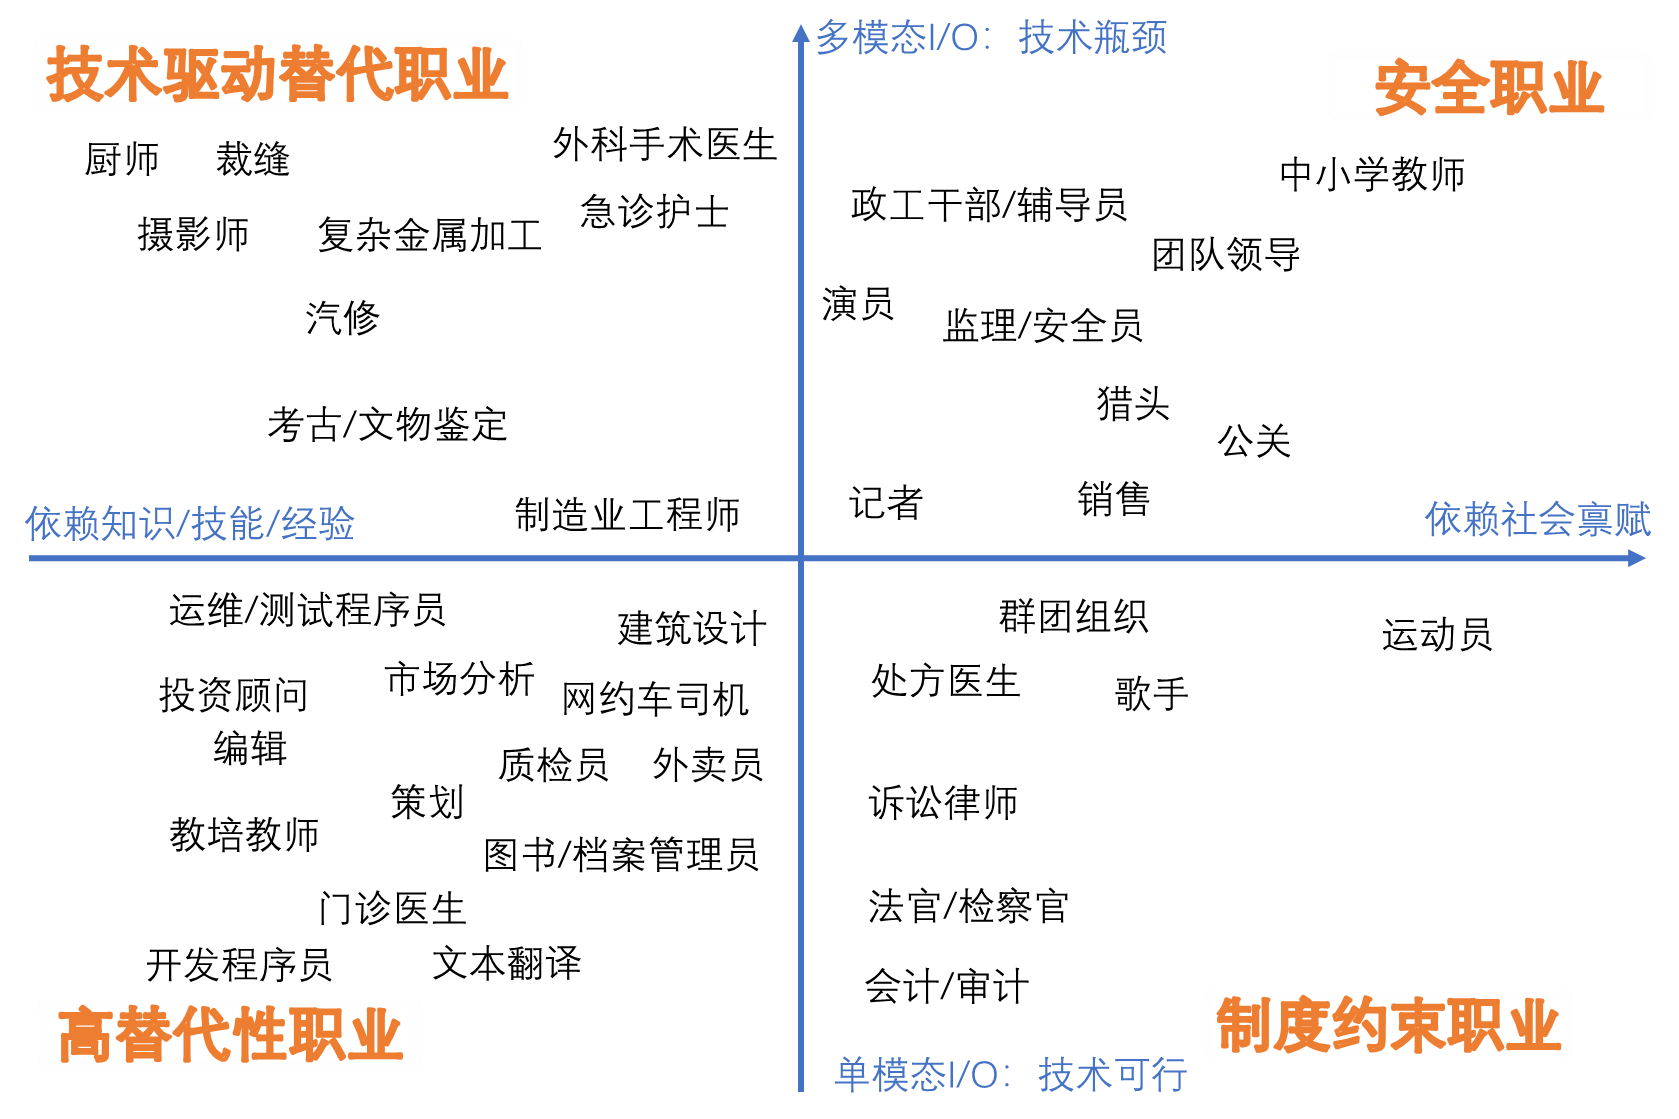 多模态I/O：技术瓶颈
技术驱动替代职业
安全职业
厨师
裁缝
外科手术医生
摄影师
复杂金属加工
急诊护士
汽修
考古/文物鉴定
制造业工程师
依赖知识/技能/经验
中小学教师
政工干部/辅导员
团队领导
演员
监理/安全员
猎头
公关
记者
销售
依赖社会禀赋
运维/测试程序员
建筑设计
市场分析
投资顾问
网约车司机
编辑
质检员
外卖员
策划
教培教师
图书/档案管理员
门诊医生
开发程序员
文本翻译
高替代性职业
群团组织
运动员
处方医生
歌手
诉讼律师
法官/检察官
会计/审计
制度约束职业
单模态I/O：技术可行